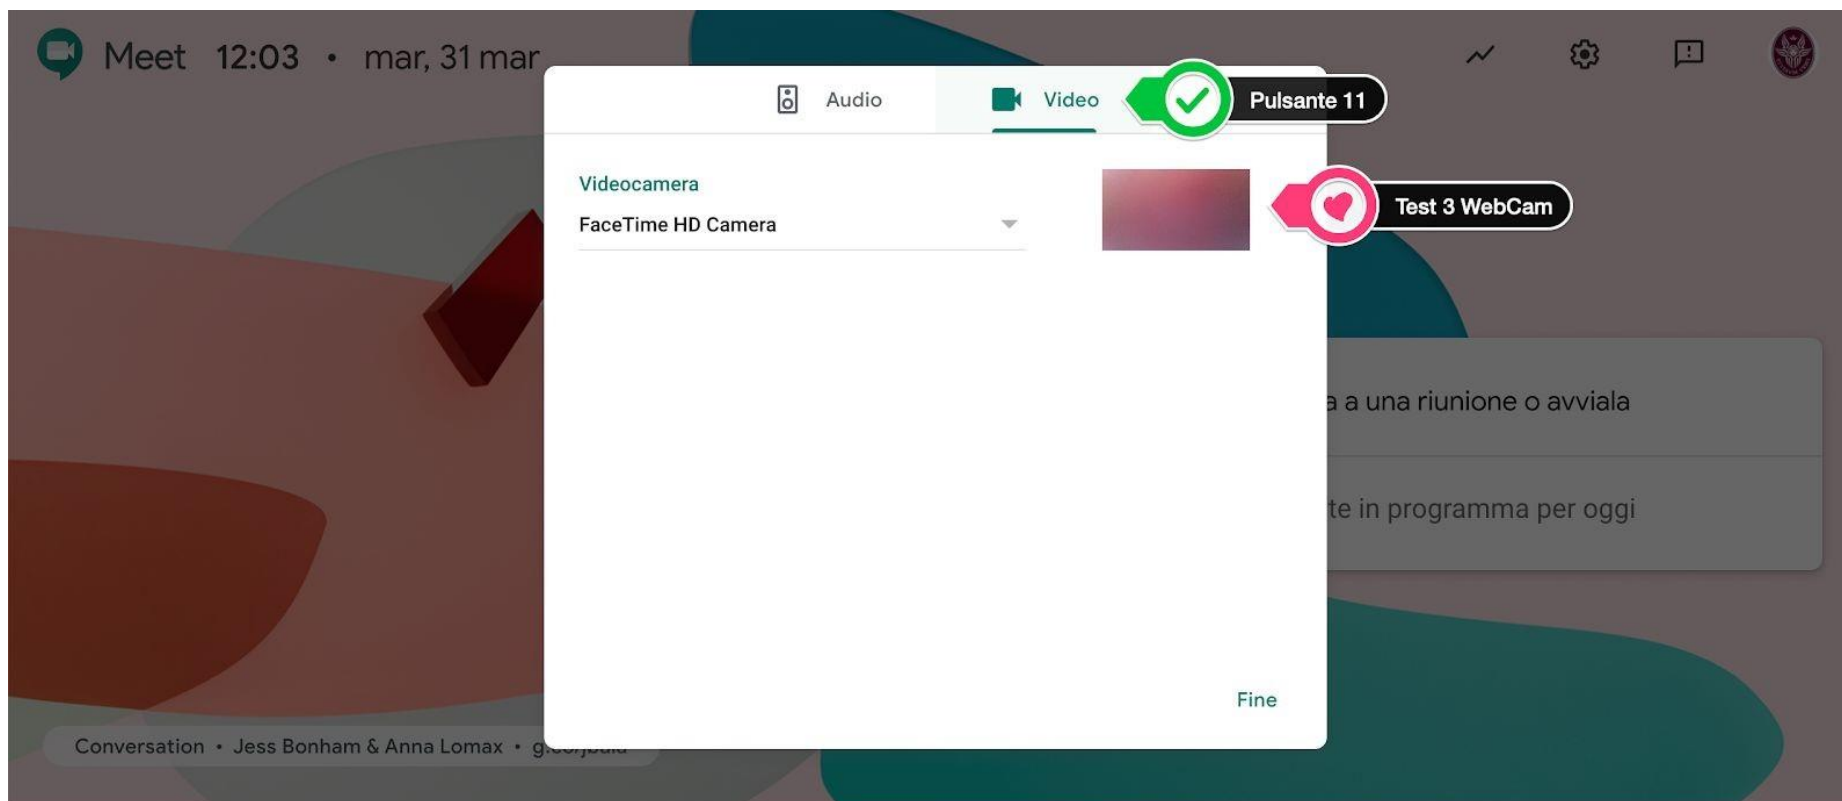 Meet 12:03 • mar, 31 mar
Audio
Video
Pulsante 11
Videocamera
FaceTime HD Camera
Test 3 WebCam
a una riunione o avviala
in programma per oggi
Fine
Conversation • Jess Bonham & Anna Lomax •